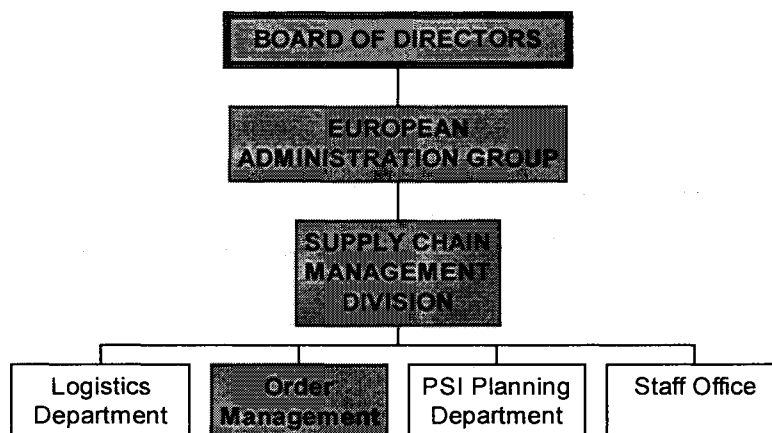 BOARD OF DIRECTORS
EUROPEAN
ADMINISTRATION GROUP
SUPPLY CHAIN
MANAGEMENT
DIVISION
Logistics
Department
Order
Management
PSI Planning
Department
Staff Office